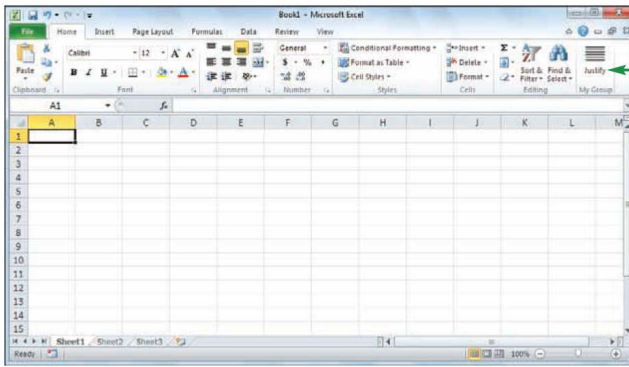 Book1 - Microsoft Excel
File Home Insert Page Layout Formulas Data Review View
Paste
Calibri 12 A A
B I U A
General
$ % ,
Conditional Formatting
Format as Table
Cell Styles
Insert
Delete
Format
Σ
Sort & Filter
Find & Select
Justify
Clipboard Font Alignment Number Styles Cells Editing My Group
A1 fx
A B C D E F G H I J K L M
1
2
3
4
5
6
7
8
9
10
11
12
13
14
15
Sheet1 Sheet2 Sheet3
Ready 100%